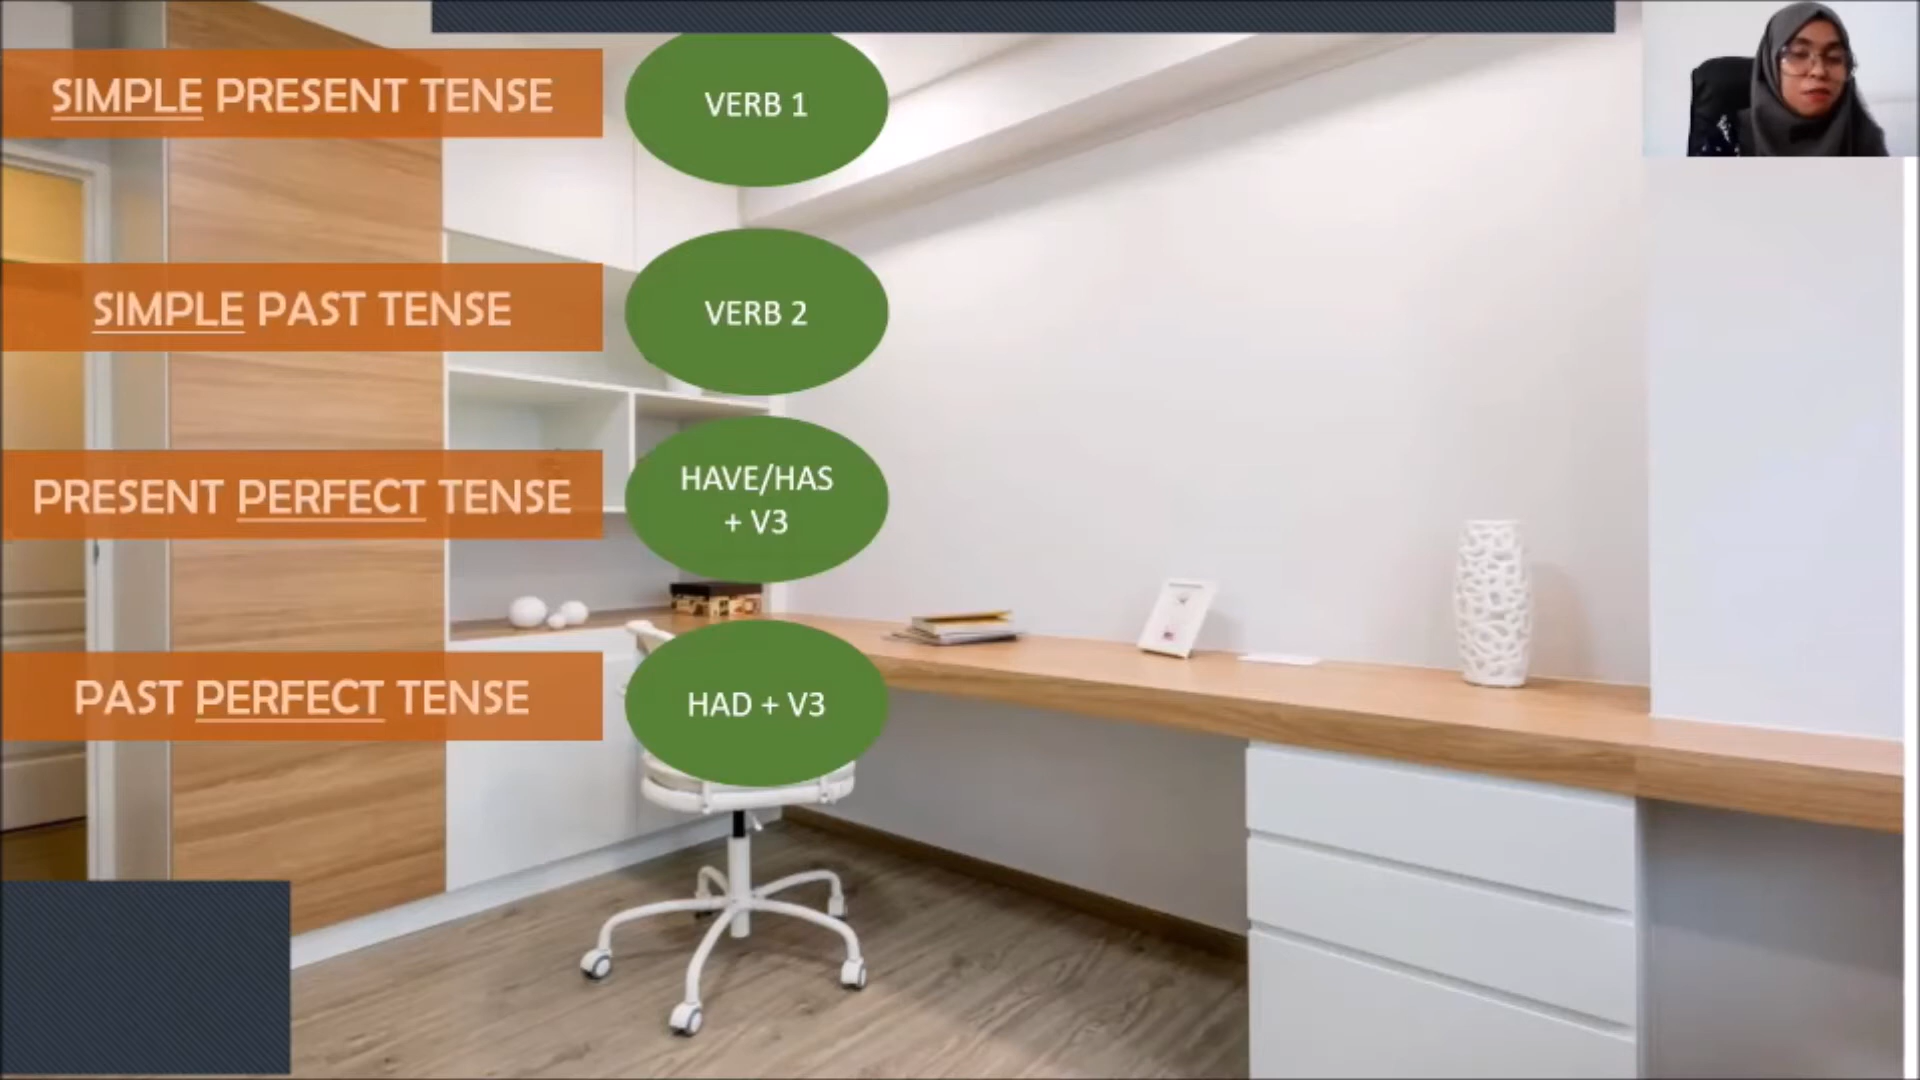 SIMPLE PRESENT TENSE
VERB 1
SIMPLE PAST TENSE
VERB 2
PRESENT PERFECT TENSE
HAVE/HAS
+ V3
PAST PERFECT TENSE
HAD + V3